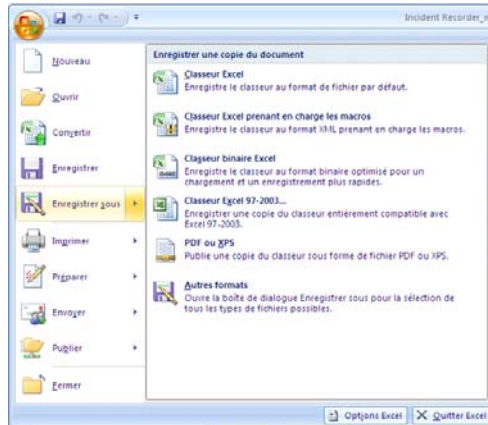 Incident Recorder_
Nouveau
Ouvrir
Convertir
Enregistrer
Enregistrer sous
Imprimer
Préparer
Envoyer
Publier
Fermer
Enregistrer une copie du document
Classeur Excel
Enregistre le classeur au format de fichier par défaut.
Classeur Excel prenant en charge les macros
Enregistre le classeur au format XML prenant en charge les macros.
Classeur binaire Excel
Enregistre le classeur au format binaire optimisé pour un
chargement et un enregistrement plus rapides.
Classeur Excel 97-2003...
Enregistrer une copie du classeur entièrement compatible avec
Excel 97-2003.
PDF ou XPS
Publie une copie du classeur sous forme de fichier PDF ou XPS.
Autres formats
Ouvre la boîte de dialogue Enregistrer sous pour la sélection de
tous les types de fichiers possibles.
Options Excel
Quitter Excel